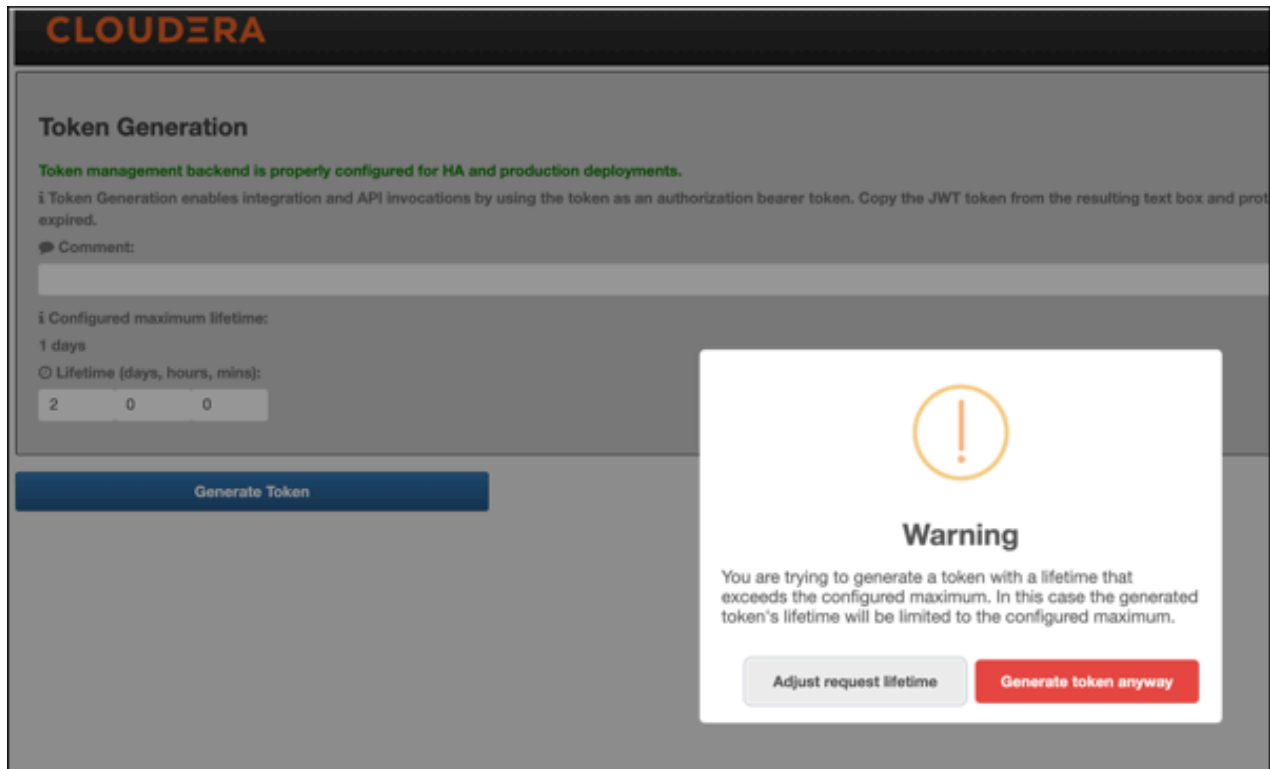 CLOUDERA
Token Generation
Token management backend is properly configured for HA and production deployments.
i Token Generation enables integration and API invocations by using the token as an authorization bearer token. Copy the JWT token from the resulting text box and prot
expired.
Comment:
i Configured maximum lifetime:
1 days
Lifetime (days, hours, mins):
2 0 0
Generate Token
Warning
You are trying to generate a token with a lifetime that
exceeds the configured maximum. In this case the generated
token's lifetime will be limited to the configured maximum.
Adjust request lifetime Generate token anyway